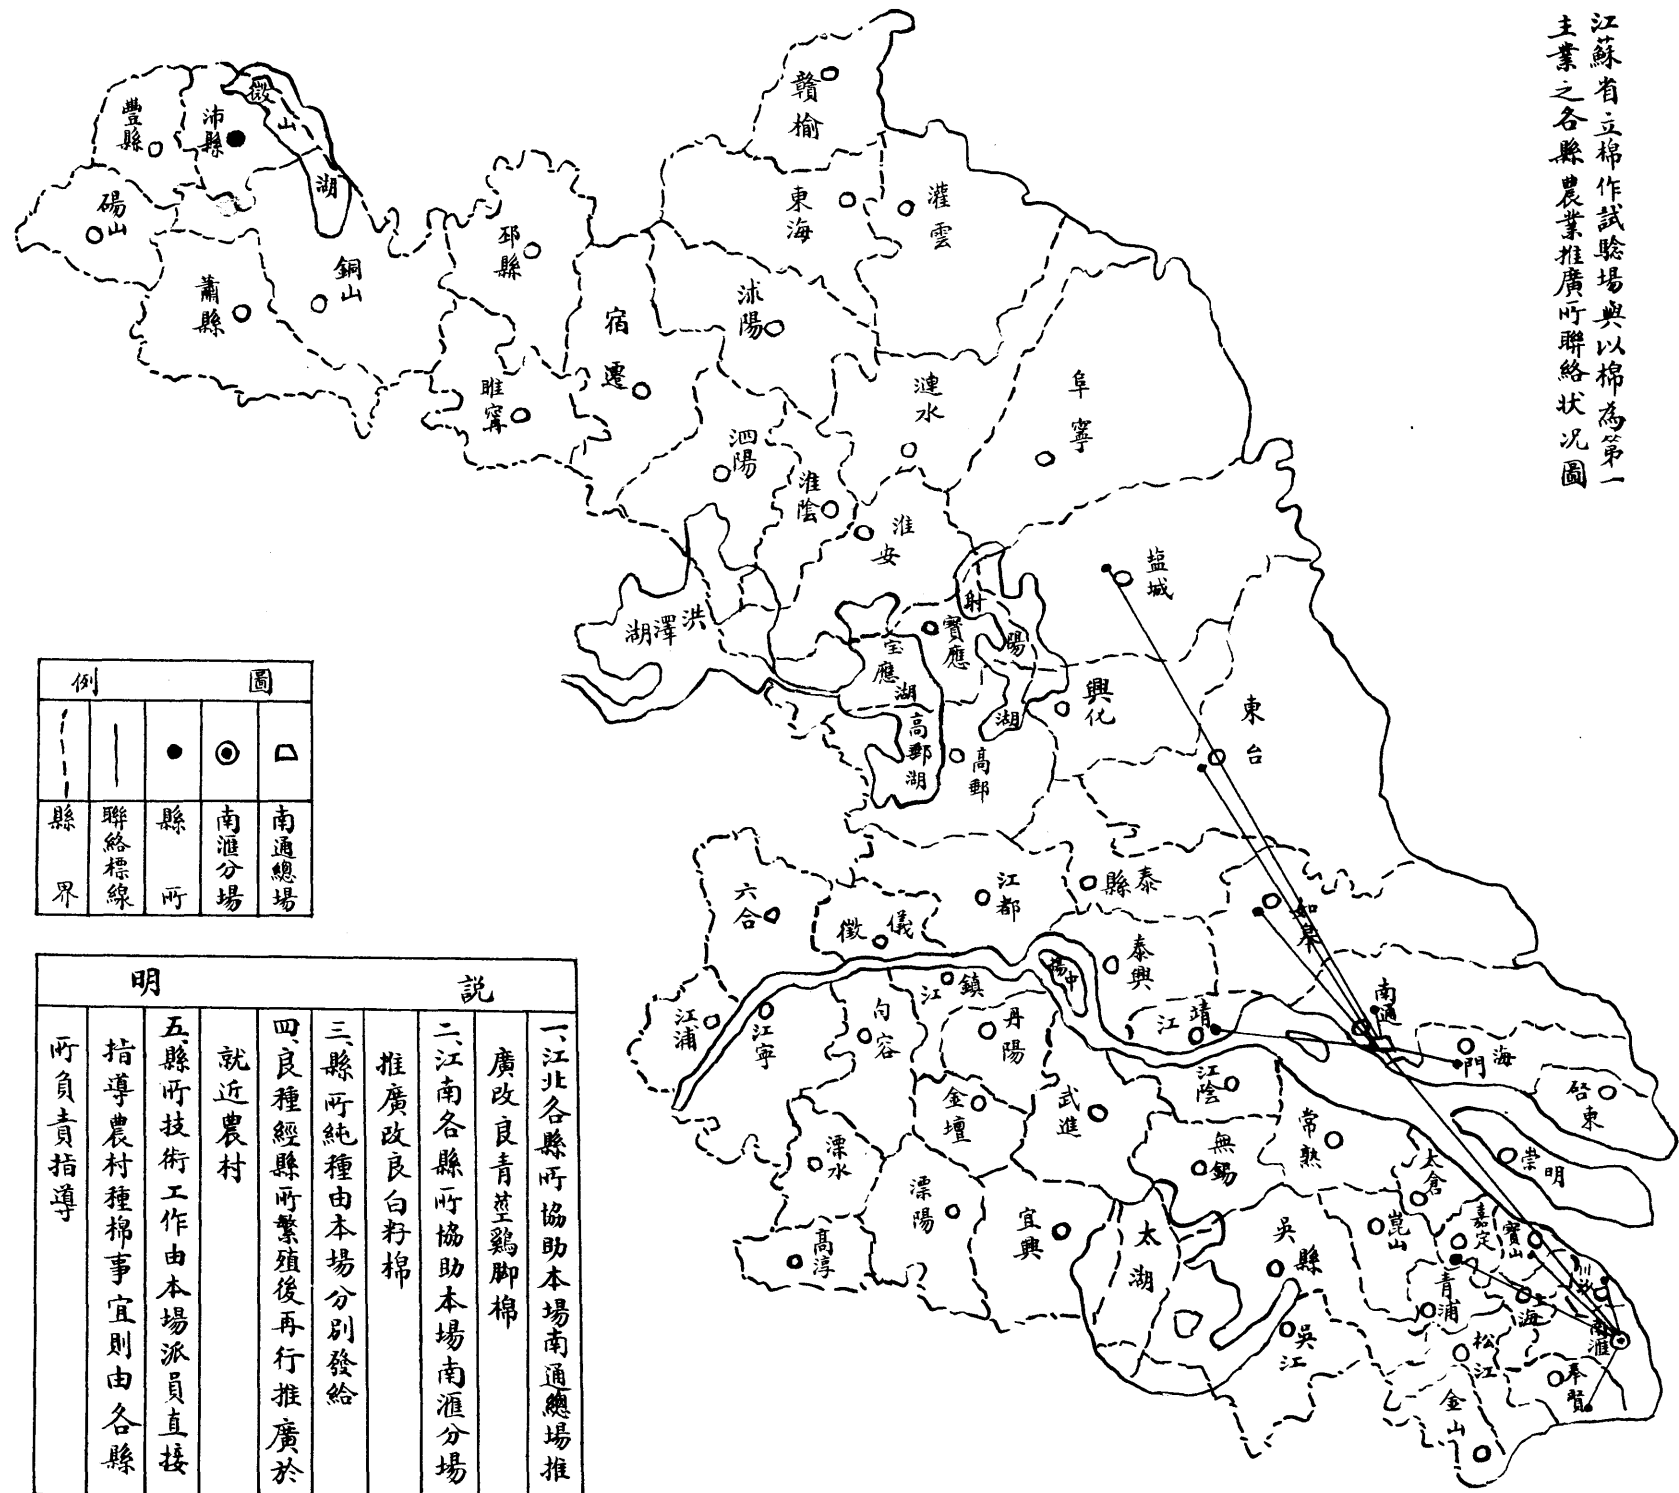 江蘇省立棉作試驗場與以棉為第一
主業之各縣農業推廣所聯絡狀况圖
贛榆
豐縣
沛縣
微山湖
碭山
蕭縣
銅山
邳縣
睢寧
宿遷
東海
灌雲
沭陽
漣水
阜寧
泗陽
淮陰
淮安
塩城
洪澤湖
射陽湖
寶應
宝應湖
高郵湖
高郵
興化
東台
六合
儀徵
江都
泰縣
泰興
如皋
揚中
南通
靖江
海門
啓東
崇明
江浦
江寧
句容
鎮江
丹陽
金壇
武進
江陰
無錫
常熟
溧水
溧陽
宜興
高淳
太湖
吳縣
吳江
崑山
太倉
嘉定
寶山
青浦
上海
川沙
南滙
松江
奉賢
金山
圖例
南通總場
南滙分場
縣所
聯絡標線
縣界
説明
一、江北各縣所協助本場南通總場推
廣改良青莖鷄脚棉
二、江南各縣所協助本場南滙分場
推廣改良白籽棉
三、縣所純種由本場分别發給
四、良種經縣所繁殖後再行推廣於
就近農村
五、縣所技術工作由本場派員直接
指導農村種棉事宜則由各縣
所負責指導